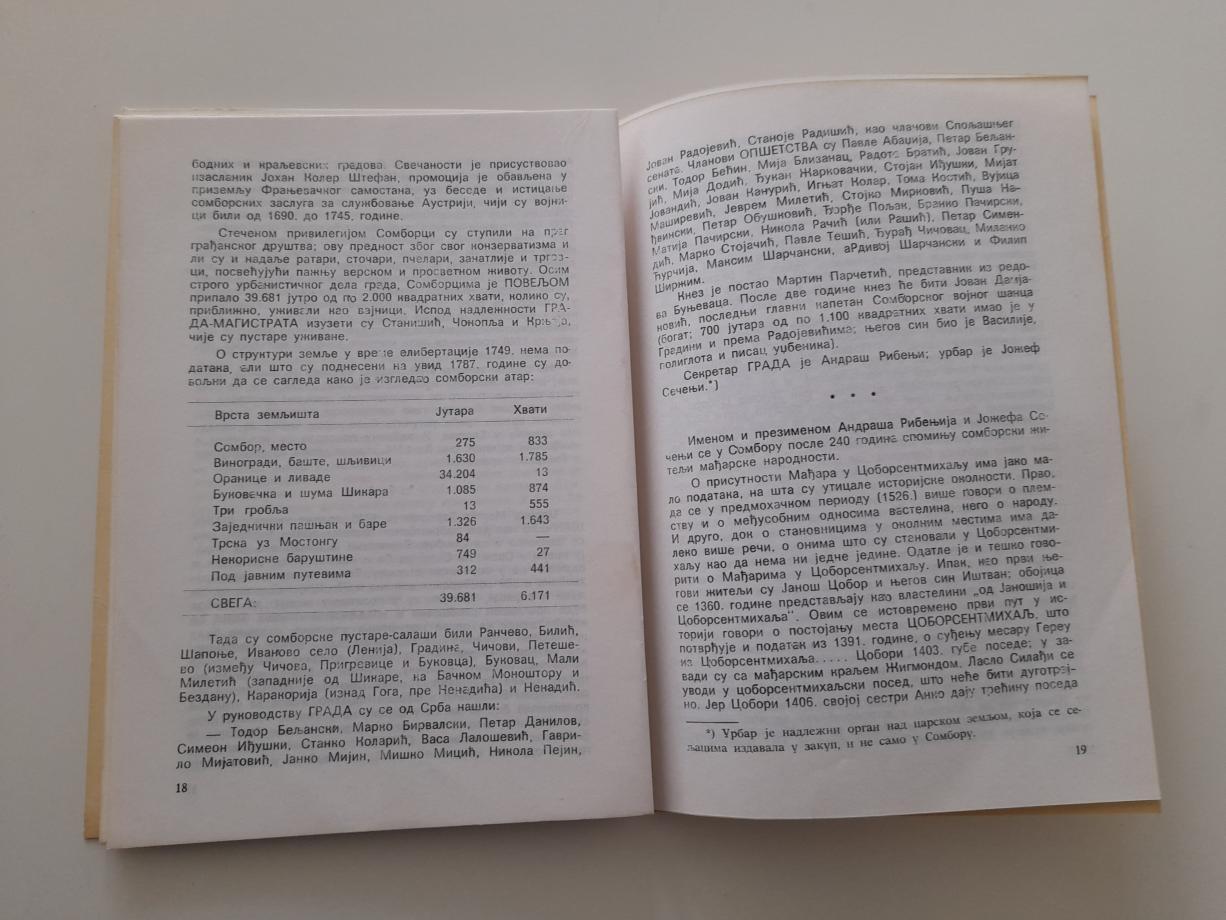 бодних и краљевских градова. Свечаности је присуствовао
изасланик Јохан Колер Штефан, промоција је обављена у
приземљу Фрањевачког самостана, уз беседе и истицање
сомборских заслуга за службовање Аустрији, чији су војни-
ци били од 1690. до 1745. године.
Стеченом привилегијом Сомборци су ступили на праг
грађанског друштва; ову предност због свог конзерватизма и
ли су и надаље ратари, сточари, пчелари, занатлије и трго-
ци, посвећујући пажњу верском и просветном животу. Осим
строго урбанистичког дела града, Сомборцима је ПОВЕЉОМ
припало 39.681 јутро од по 2.000 квадратних хвати, колико су,
приближно, уживали као војници. Испод надлежности ГРА-
ДА-МАГИСТРАТА изузети су Станишић, Чонопља и Крњаја,
чије су пустаре уживане.
О структури земље у време елибертације 1749. нема по-
датака, али што су поднесени на увид 1787. године су до-
вољни да се сагледа како је изгледао сомборски атар:
Врста земљишта Јутара Хвати
Сомбор, место 275 833
Виногради, баште, шљивици 1.630 1.785
Оранице и ливаде 34.204 13
Буковачка и шума Шикара 1.085 874
Три гробља 13 555
Заједнички пашњак и баре 1.326 1.643
Трска уз Мостонгу 84 —
Некорисне баруштине 749 27
Под јавним путевима 312 441
СВЕГА: 39.681 6.171
Тада су сомборске пустаре-салаши били Ранчево, Билић,
Шапоње, Иваново село (Ленија), Градина, Чичови, Петеше-
во (између Чичова, Пригревице и Буковца), Буковац, Мали
Милетић (западније од Шикаре, ка Бачком Моноштору и
Бездану), Каракорија (изнад Гога, пре Ненадића) и Ненадић.
У руководству ГРАДА су се од Срба нашли:
— Тодор Бељански, Марко Бирвалски, Петар Данилов,
Симеон Иђушки, Станко Коларић, Васа Лалошевић, Гаври-
ло Мијатовић, Јанко Мијин, Мишко Мицић, Никола Пејин,
18
Јован Радојевић, Станоје Радишић, као члачови Спољашњег
сената. Чланови ОПШЕТСТВА су Павле Абаџија, Петар Бељан-
ски, Тодор Бећин, Мија Близанац, Радота Братић, Јован Гру-
јић, Мија Додић, Ђукан Жарковачки, Стојан Иђушки, Мијат
Јовандић, Јован Канурић, Игњат Колар, Тома Костић, Вујица
Маширевић, Јеврем Милетић, Стојко Мирковић, Пуша На-
ђвински, Петар Обушковић, Ђорђе Пољак, Бранко Пачирски,
Матија Пачирски, Никола Рачић (или Рашић), Петар Симен-
дић, Марко Стојачић, Павле Тешић, Ђурађ Чичовац, Миланко
Ћурчија, Максим Шарчански, аРдивој Шарчански и Филип
Ширжим.
Кнез је постао Мартин Парчетић, представник из редо-
ва Буњеваца. После две године кнез ће бити Јован Дамја-
новић, последњи главни капетан Сомборског војног шанца
(богат; 700 јутара од по 1.100 квадратних хвати имао је у
Градини и према Радојевићима; његов син био је Василије,
полиглота и писац уџбеника).
Секретар ГРАДА је Андраш Рибењи; урбар је Јожеф
Сечењи.*)
• • •
Именом и презименом Андраша Рибењија и Јожефа Се-
чењи се у Сомбору после 240 година спомињу сомборски жи-
тељи мађарске народности.
О присутности Мађара у Цоборсентмихаљу има јако ма-
ло података, на шта су утицале историјске околности. Прво,
да се у предмохачком периоду (1526.) више говори о плем-
ству и о међусобним односима вастелина, него о народу.
И друго, док о становницима у околним местима има да-
леко више речи, о онима што су становали у Цоборсентми-
хаљу као да нема ни једне једине. Одатле је и тешко гово-
рити о Мађарима у Цоборсентмихаљу. Ипак, као први ње-
гови житељи су Јанош Цобор и његов син Иштван; обојица
се 1360. године представљају као властелини „од Јаношија и
Цоборсентмихаља“. Овим се истовремено први пут у ис-
торији говори о постојању места ЦОБОРСЕНТМИХАЉ, што
потврђује и податак из 1391. године, о суђењу месару Гереу
из Цоборсентмихаља..... Цобори 1403. губе поседе; у за-
вади су са мађарским краљем Жигмондом. Ласло Силађи се
уводи у цоборсентмихаљски посед, што неће бити дуготрај-
но. Јер Цобори 1406. својој сестри Анко дају трећину поседа
*) Урбар је надлежни орган над царском земљом, која се се-
љацима издавала у закуп, и не само у Сомбору.
19